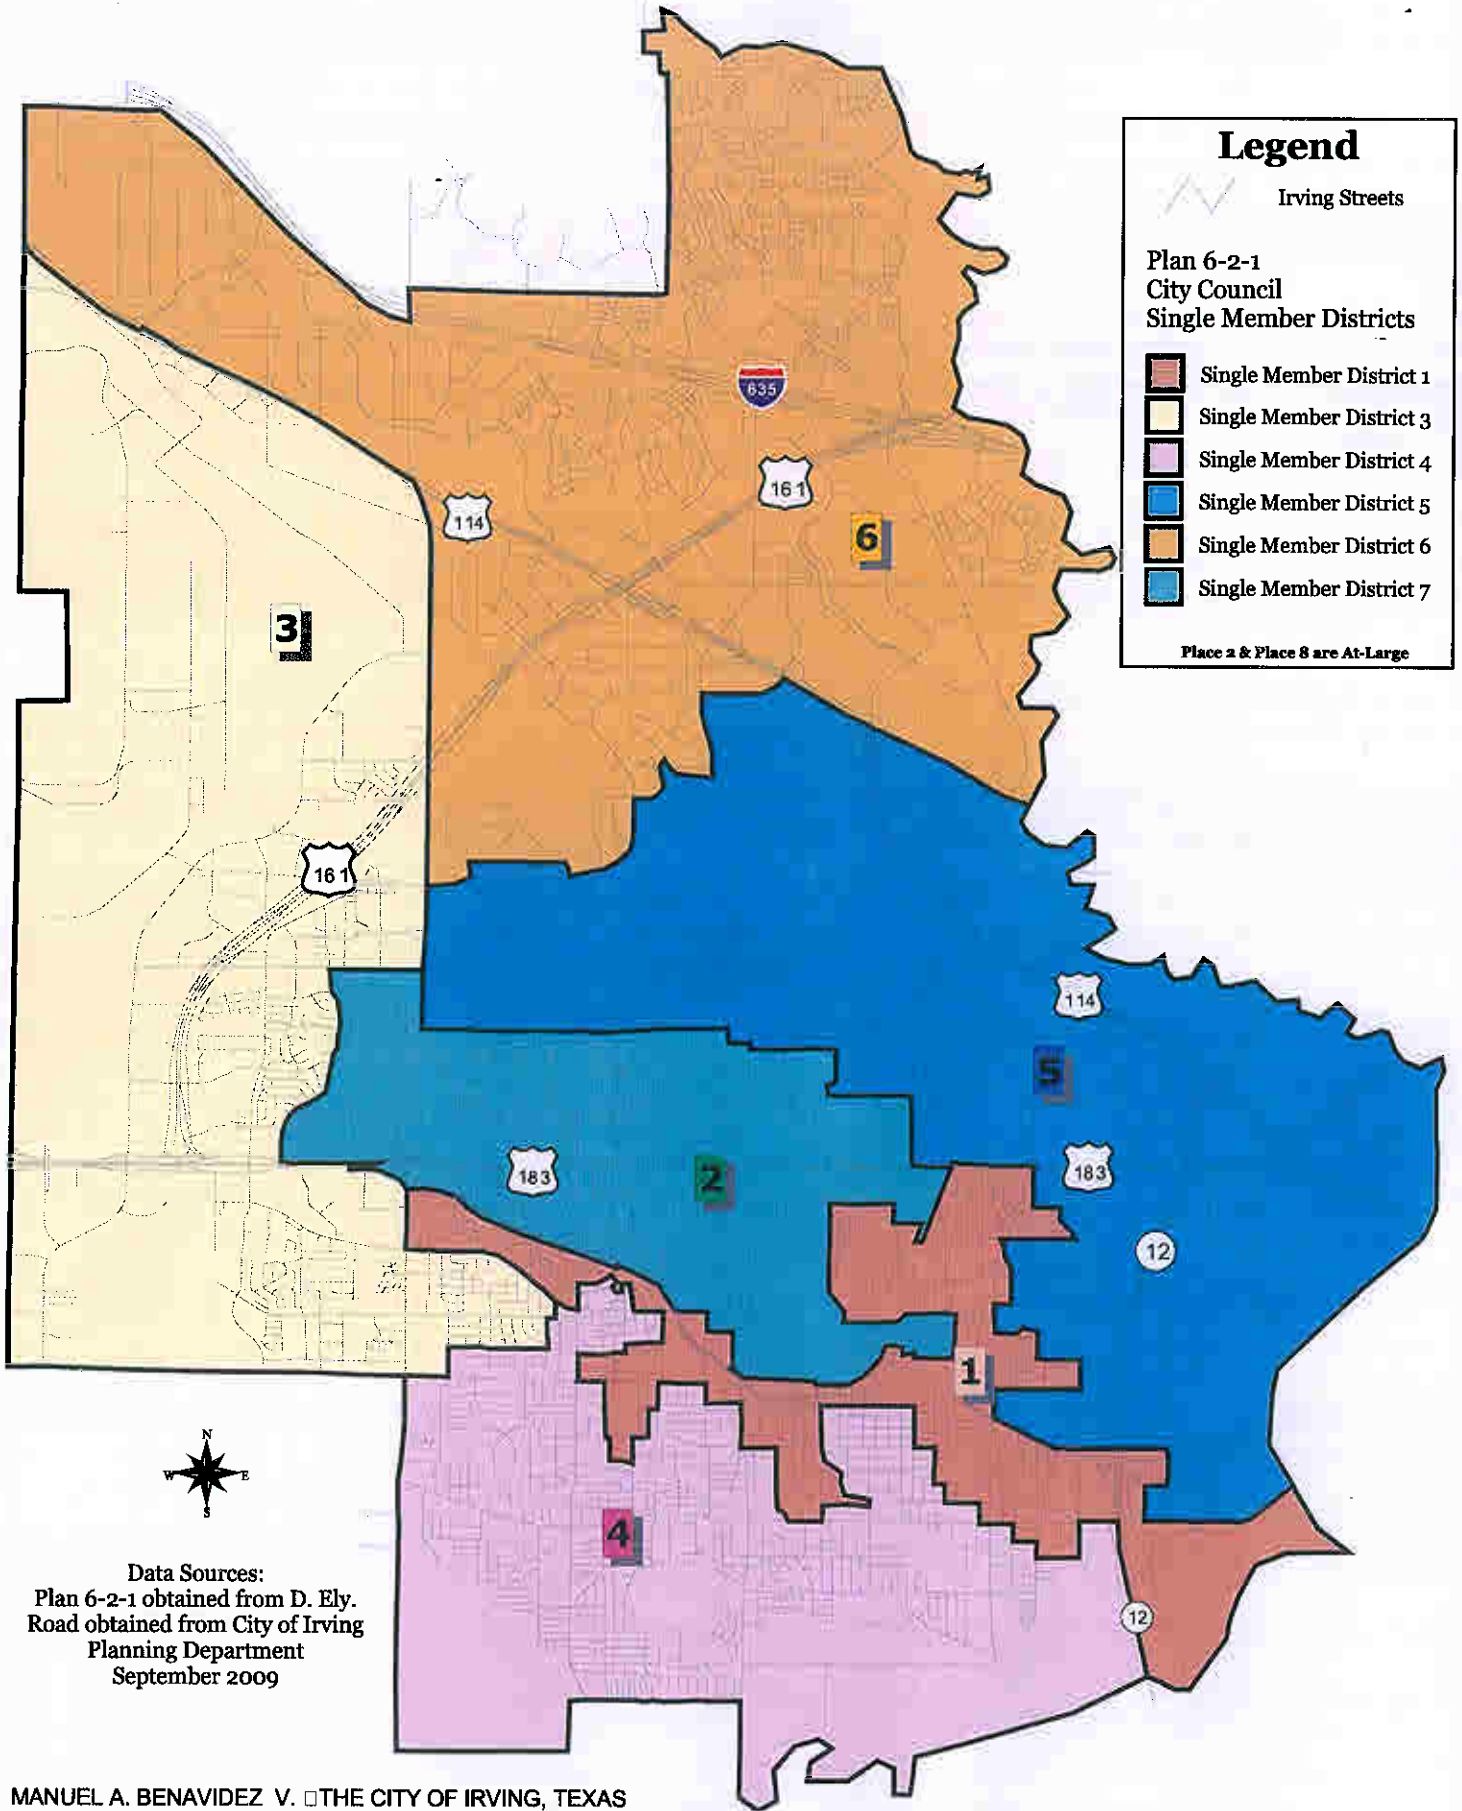 Legend
Irving Streets
Plan 6-2-1
City Council
Single Member Districts
Single Member District 1
Single Member District 3
Single Member District 4
Single Member District 5
Single Member District 6
Single Member District 7
Place 2 & Place 8 are At-Large
635
161
114
6
3
161
114
5
183
2
183
12
1
N
W E
S
4
12
Data Sources:
Plan 6-2-1 obtained from D. Ely.
Road obtained from City of Irving
Planning Department
September 2009
MANUEL A. BENAVIDEZ V. □THE CITY OF IRVING, TEXAS